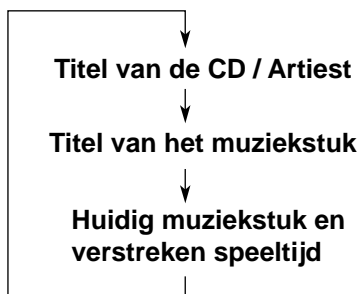 Titel van de CD / Artiest
Titel van het muziekstuk
Huidig muziekstuk en
verstreken speeltijd